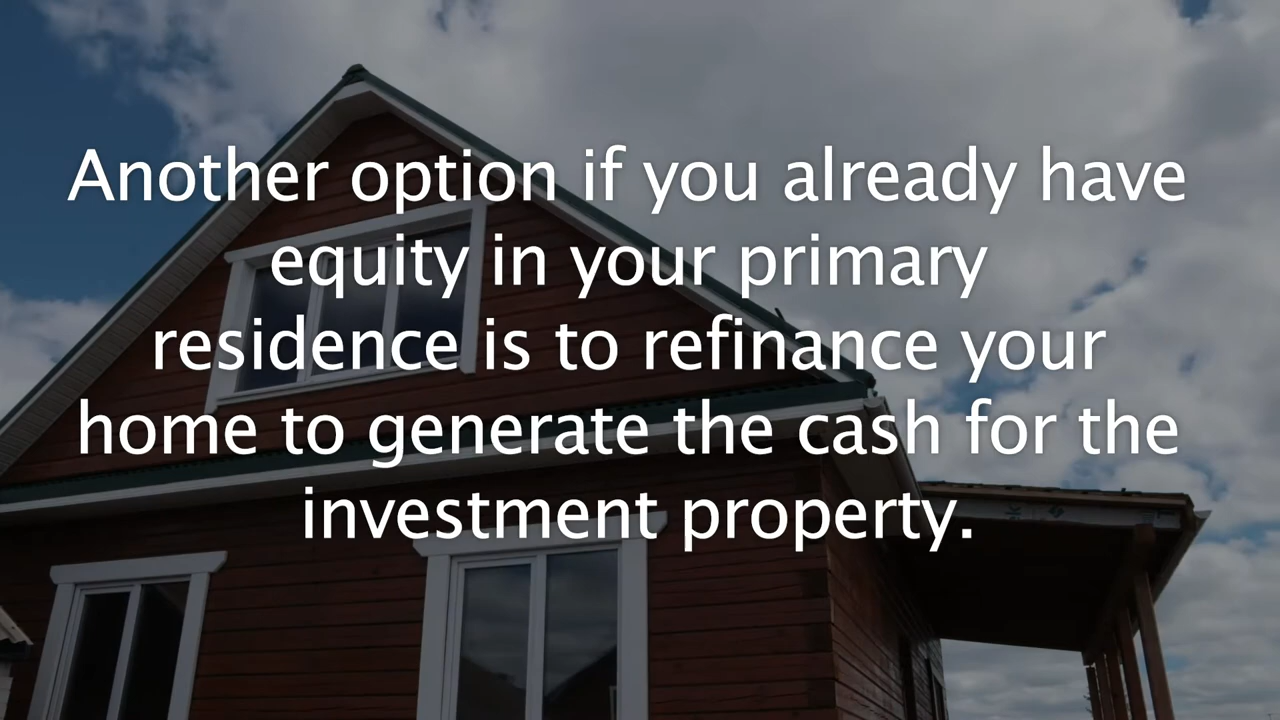 Another option if you already have
equity in your primary
residence is to refinance your
home to generate the cash for the
investment property.